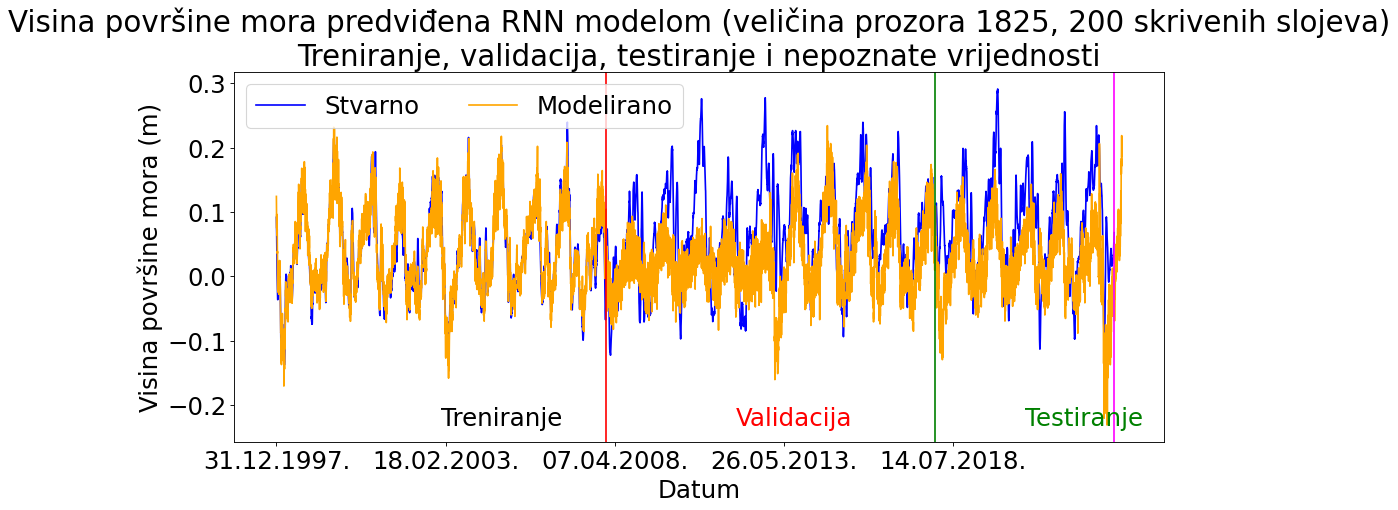 Visina površine mora predviđena RNN modelom (veličina prozora 1825, 200 skrivenih slojeva)
Treniranje, validacija, testiranje i nepoznate vrijednosti
Stvarno
Modelirano
Visina površine mora (m)
0.3
0.2
0.1
0.0
−0.1
−0.2
Treniranje
Validacija
Testiranje
31.12.1997.
18.02.2003.
07.04.2008.
26.05.2013.
14.07.2018.
Datum